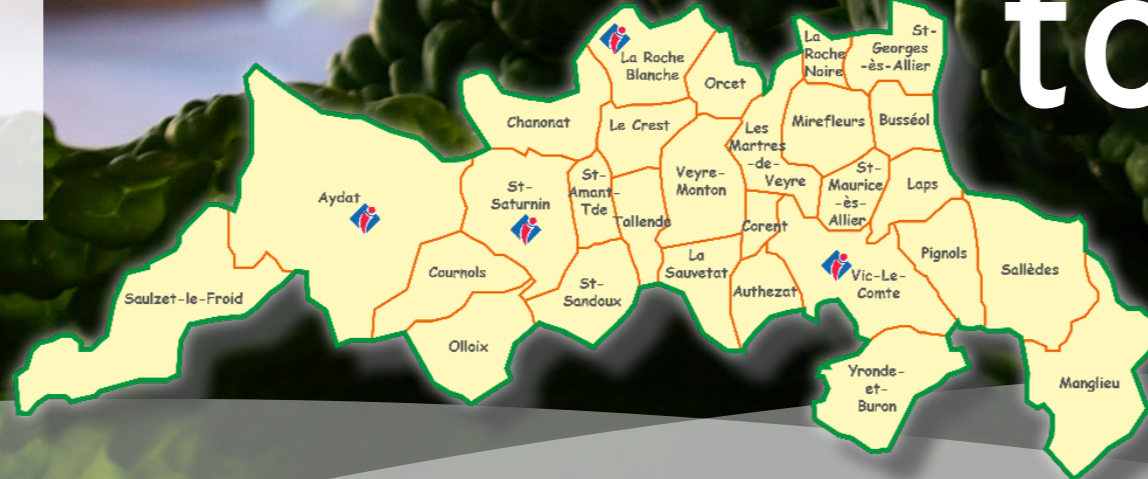 to
La
Roche
Noire
St-
Georges
-ès-Allier
La Roche
Blanche
Orcet
Chanonat
Le Crest
Les
Martres
-de-
Veyre
Mirefleurs
Busséol
Aydat
St-
Saturnin
St-
Amant-
Tde
Tallende
Veyre-
Monton
Corent
St-
Maurice
-ès-
Allier
Laps
Pignols
Sallèdes
Saulzet-le-Froid
Cournols
St-
Sandoux
La
Sauvetat
Authezat
Vic-Le-
Comte
Olloix
Yronde-
et-
Buron
Manglieu